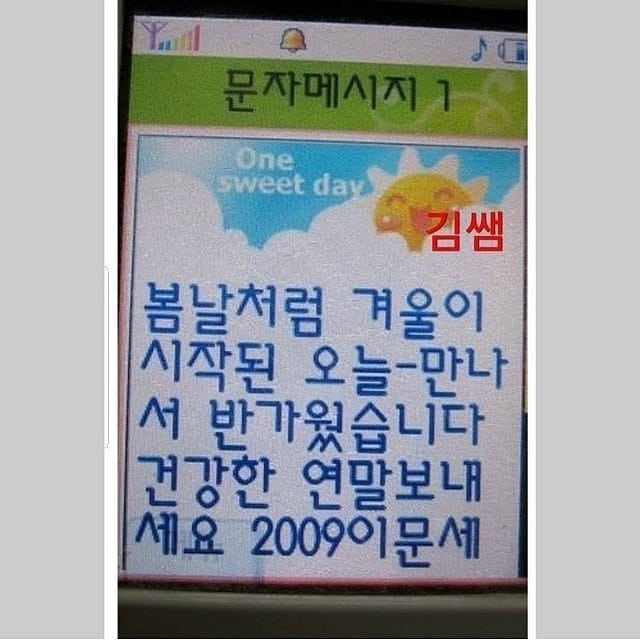 문자메시지 1
One
sweet day
김쌤
봄날처럼 겨울이
시작된 오늘-만나
서 반가웠습니다
건강한 연말보내
세요 2009이문세